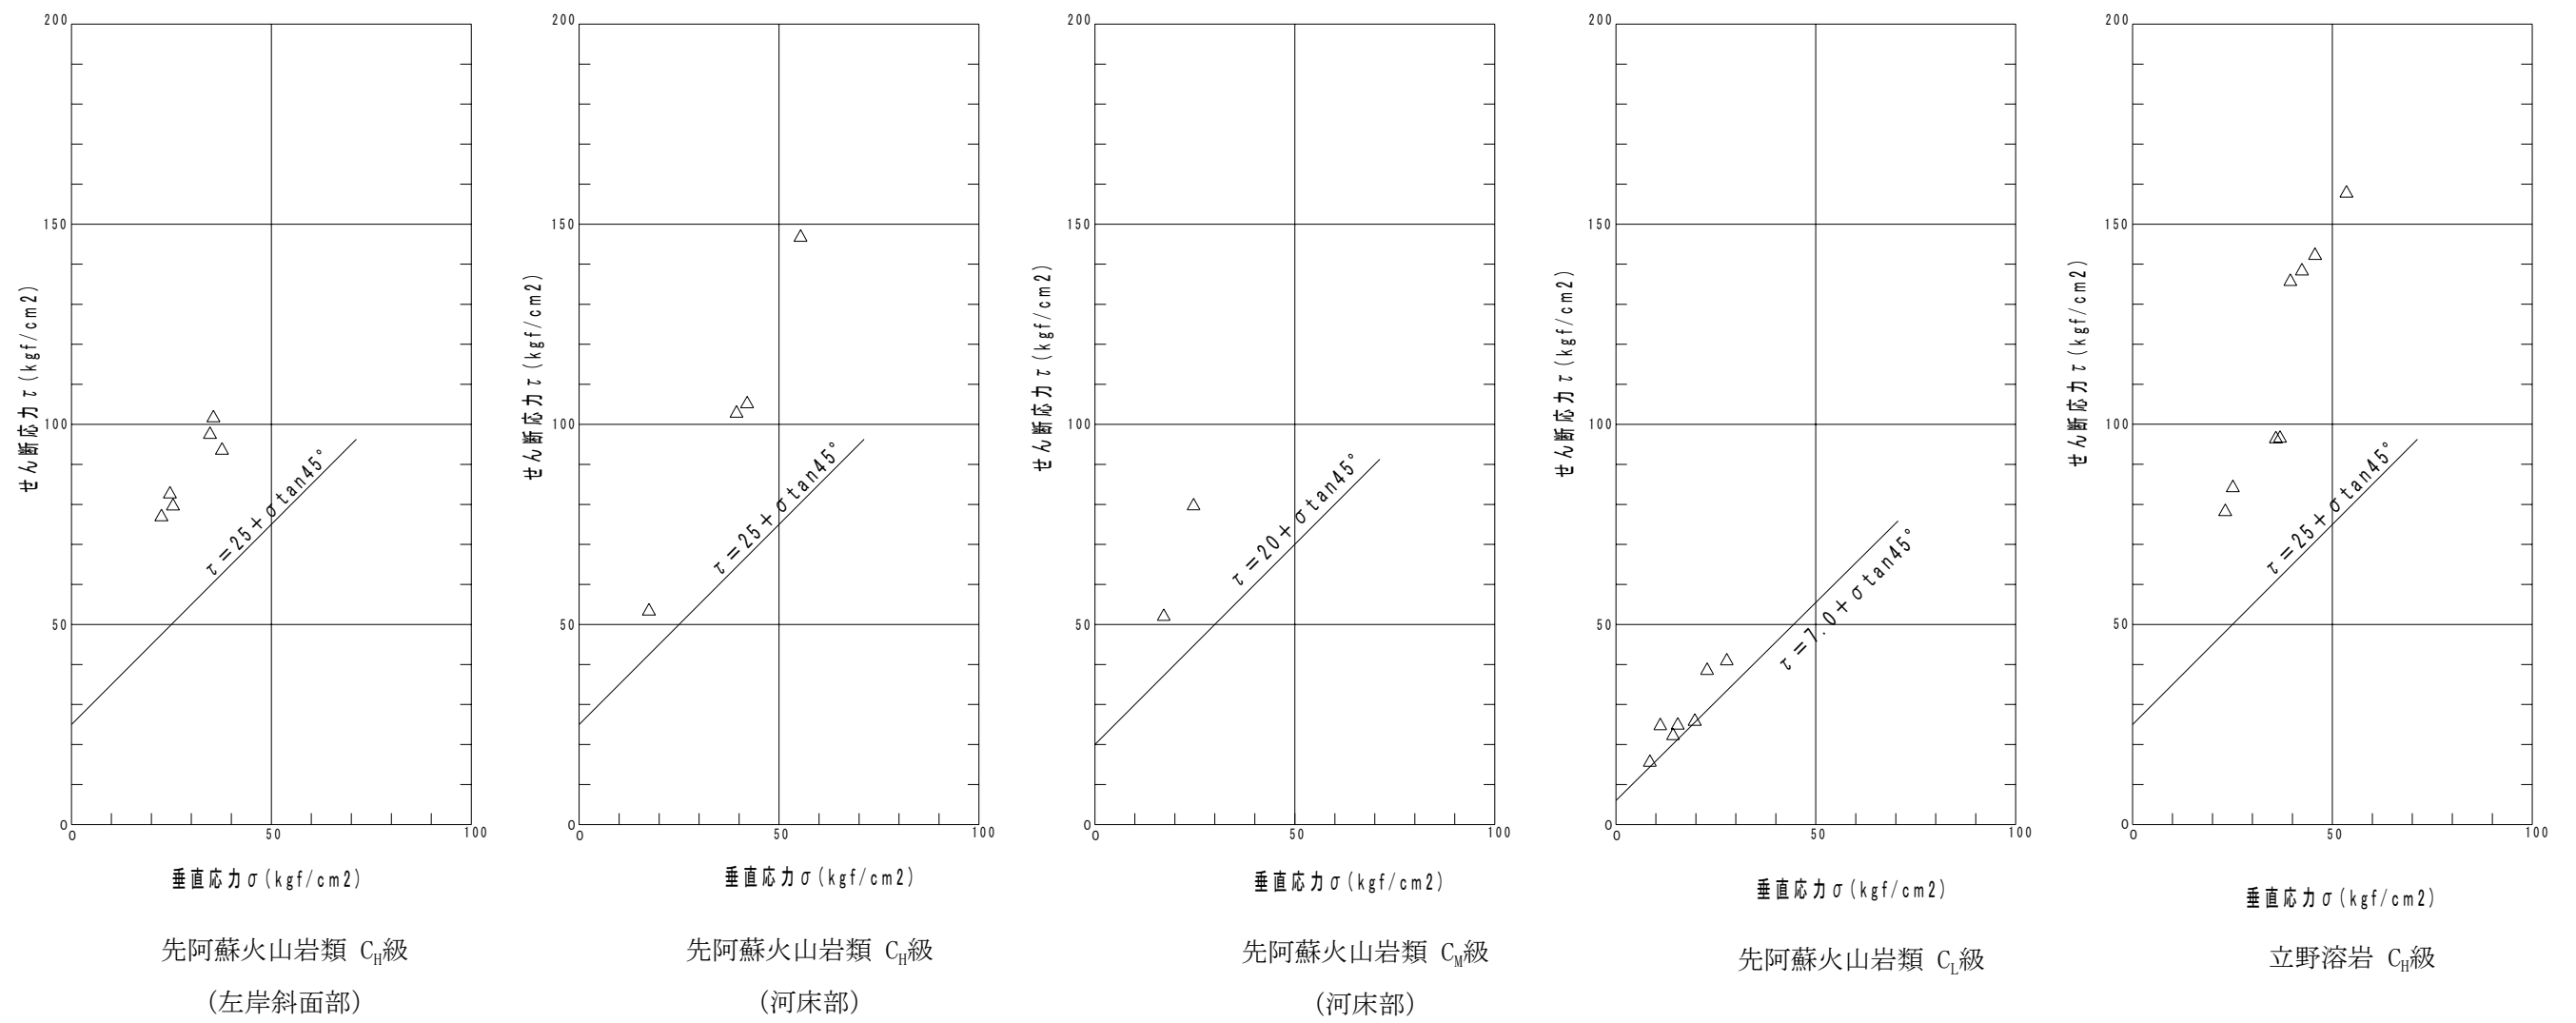 200
150
100
50
0
0
50
100
せん断応力τ(kgf/cm2)
τ=25+σtan45°
垂直応力σ(kgf/cm2)
先阿蘇火山岩類 CH級
(左岸斜面部)
200
150
100
50
0
0
50
100
せん断応力τ(kgf/cm2)
τ=25+σtan45°
垂直応力σ(kgf/cm2)
先阿蘇火山岩類 CH級
(河床部)
200
150
100
50
0
0
50
100
せん断応力τ(kgf/cm2)
τ=20+σtan45°
垂直応力σ(kgf/cm2)
先阿蘇火山岩類 CM級
(河床部)
200
150
100
50
0
0
50
100
せん断応力τ(kgf/cm2)
τ=7.0+σtan45°
垂直応力σ(kgf/cm2)
先阿蘇火山岩類 CL級
200
150
100
50
0
0
50
100
せん断応力τ(kgf/cm2)
τ=25+σtan45°
垂直応力σ(kgf/cm2)
立野溶岩 CH級